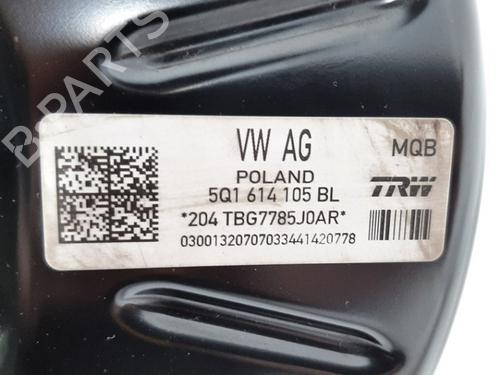 B PARTS
VW AG
MQB
POLAND
5Q1 614 105 BL
TRW
*204 TBG7785J0AR*
03001320707033441420778